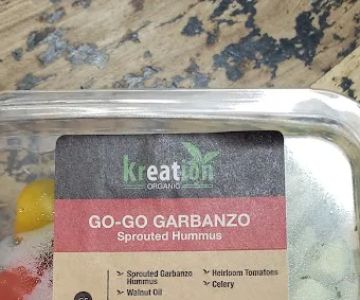 kreation
ORGANIC
GO-GO GARBANZO
Sprouted Hummus
Sprouted Garbanzo
Hummus
Walnut Oil
Heirloom Tomatoes
Celery